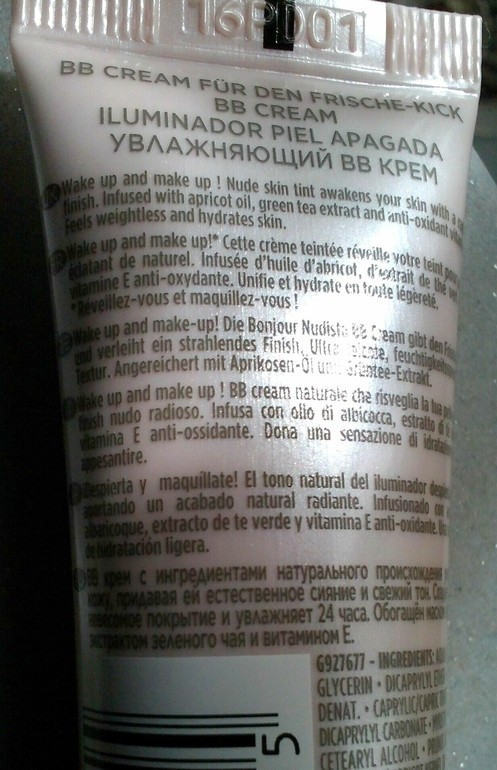 16PD01
BB CREAM FÜR DEN FRISCHE-KICK
BB CREAM
ILUMINADOR PIEL APAGADA
УВЛАЖНЯЮЩИЙ BB КРЕМ
Wake up and make up ! Nude skin tint awakens your skin with a
finish. Infused with apricot oil, green tea extract and anti-oxidant
Feels weightless and hydrates skin.
Wake up and make up!* Cette crème teintée réveille votre teint
éclatant de naturel. Infusée d'huile d'abricot, d'extrait de thé
vitamine E anti-oxydante. Unifie et hydrate en toute légèreté.
*Réveillez-vous et maquillez-vous !
Wake up and make-up! Die Bonjour Nudista BB Cream gibt den
und verleiht ein strahlendes Finish. Ultra
Textur. Angereichert mit Aprikosen-Öl und Grüntee-Extrakt.
Wake up and make up ! BB cream naturale che risveglia la tua
finish nudo radioso. Infusa con olio di albicocca, estratto di
vitamina E anti-ossidante. Dona una sensazione di
appesantire.
Despierta y maquíllate! El tono natural del iluminador
aportando un acabado natural radiante. Infusionado con
albaricoque, extracto de te verde y vitamina E anti-oxidante.
de hidratación ligera.
BB крем с ингредиентами натурального происхождения
кожу, придавая ей естественное сияние и свежий тон.
невесомое покрытие и увлажняет 24 часа. Обогащён
экстрактом зеленого чая и витамином Е.
G927677 - INGREDIENTS:
GLYCERIN • DICAPRYLYL
DENAT. • CAPRYLIC/CAPRIC
DICAPRYLYL CARBONATE •
CETEARYL ALCOHOL •
5